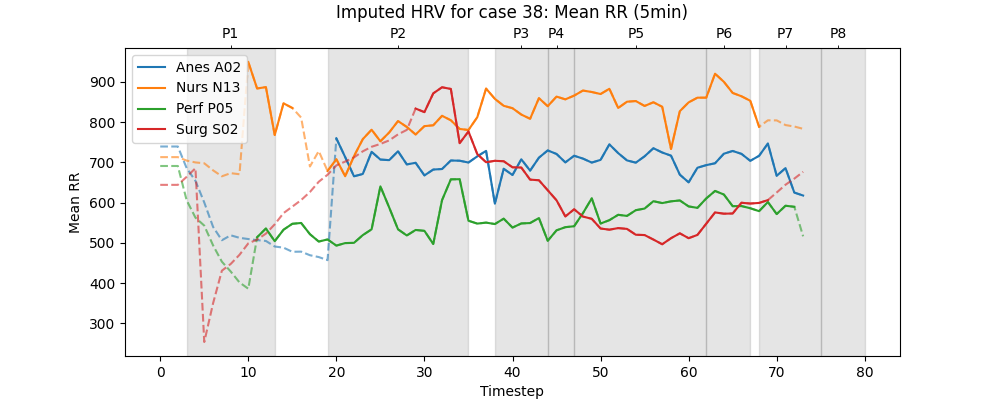 Imputed HRV for case 38: Mean RR (5min)
P1 P2 P3 P4 P5 P6 P7 P8
Anes A02
Nurs N13
Perf P05
Surg S02
Mean RR
900
800
700
600
500
400
300
0 10 20 30 40 50 60 70 80
Timestep